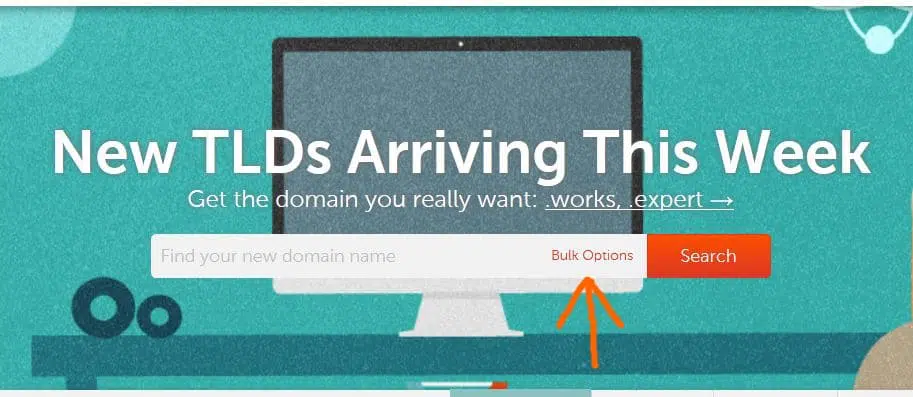 New TLDs Arriving This Week
Get the domain you really want: .works, .expert →
Find your new domain name Bulk Options Search